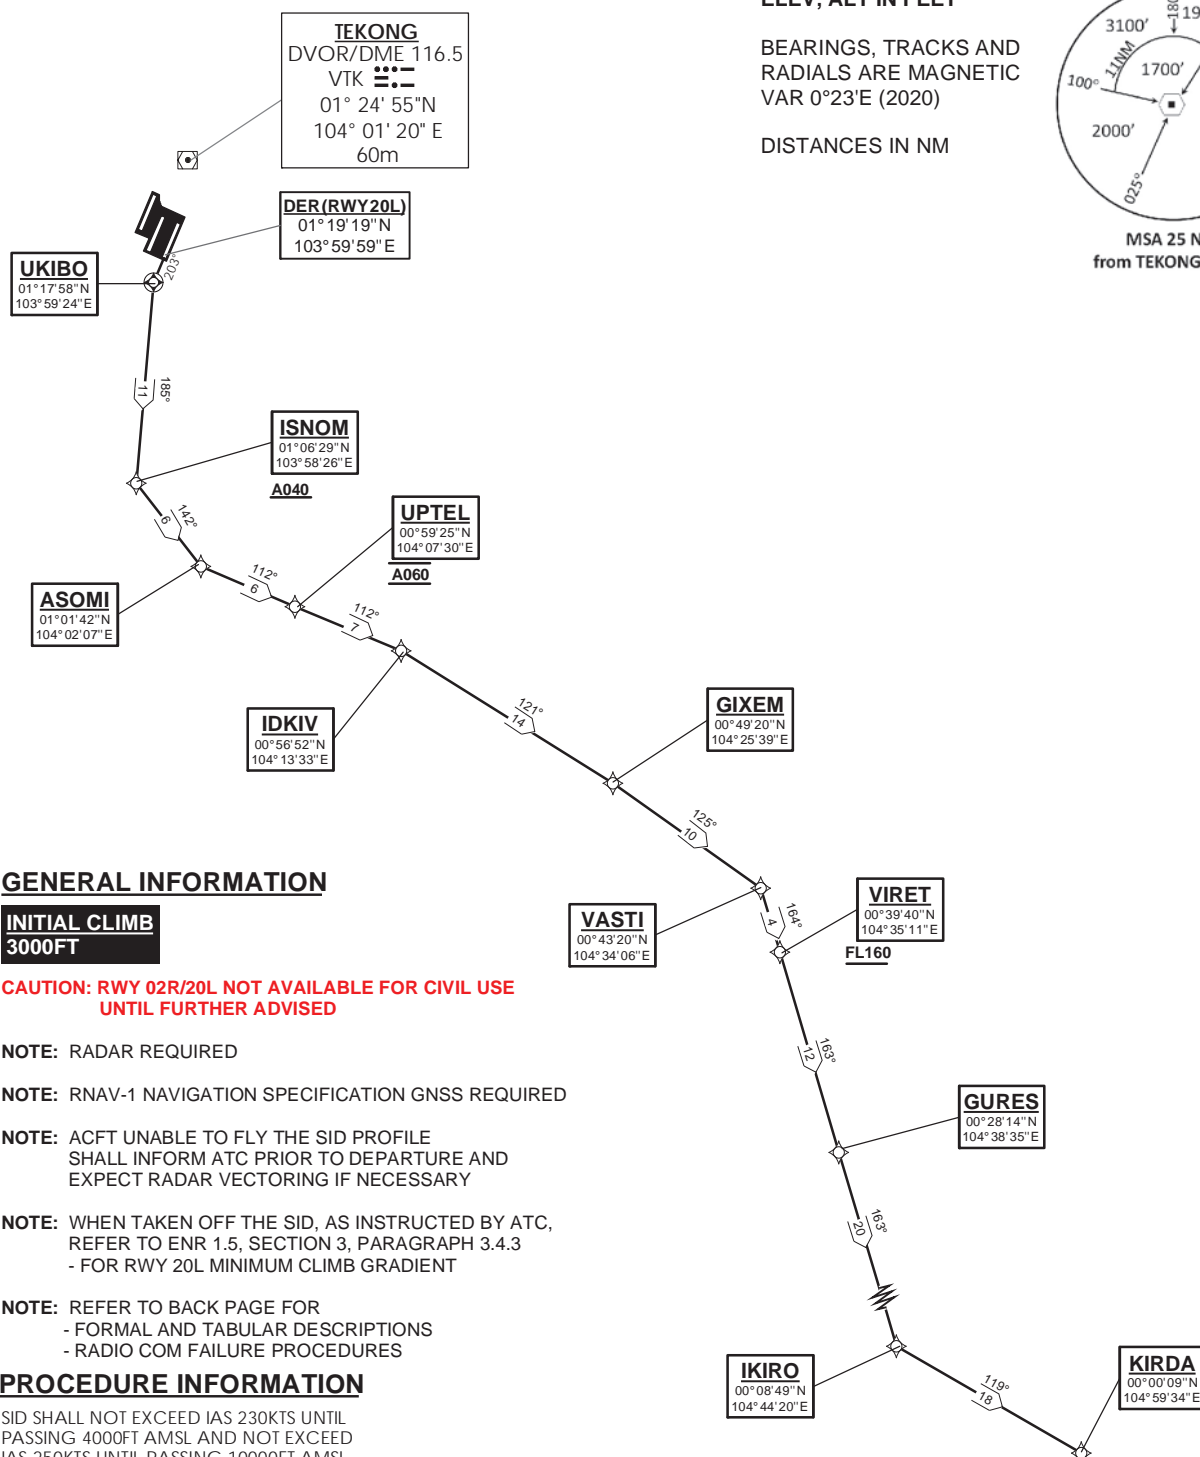 ELEV, ALT IN FEET
BEARINGS, TRACKS AND
RADIALS ARE MAGNETIC
VAR 0°23'E (2020)
DISTANCES IN NM
3100'
180
19
11NM
1700'
100°
2000'
025°
MSA 25 N
from TEKONG
TEKONG
DVOR/DME 116.5
VTK
01° 24' 55"N
104° 01' 20" E
60m
DER(RWY20L)
01°19'19"N
103°59'59"E
203°
UKIBO
01°17'58"N
103°59'24"E
11
185°
ISNOM
01°06'29"N
103°58'26"E
A040
6
142°
UPTEL
00°59'25"N
104°07'30"E
A060
ASOMI
01°01'42"N
104°02'07"E
112°
6
112°
7
IDKIV
00°56'52"N
104°13'33"E
121°
14
GIXEM
00°49'20"N
104°25'39"E
125°
10
VASTI
00°43'20"N
104°34'06"E
4
164°
VIRET
00°39'40"N
104°35'11"E
FL160
12
163°
GURES
00°28'14"N
104°38'35"E
20
163°
IKIRO
00°08'49"N
104°44'20"E
119°
18
KIRDA
00°00'09"N
104°59'34"E
GENERAL INFORMATION
INITIAL CLIMB
3000FT
CAUTION: RWY 02R/20L NOT AVAILABLE FOR CIVIL USE
UNTIL FURTHER ADVISED
NOTE: RADAR REQUIRED
NOTE: RNAV-1 NAVIGATION SPECIFICATION GNSS REQUIRED
NOTE: ACFT UNABLE TO FLY THE SID PROFILE
SHALL INFORM ATC PRIOR TO DEPARTURE AND
EXPECT RADAR VECTORING IF NECESSARY
NOTE: WHEN TAKEN OFF THE SID, AS INSTRUCTED BY ATC,
REFER TO ENR 1.5, SECTION 3, PARAGRAPH 3.4.3
- FOR RWY 20L MINIMUM CLIMB GRADIENT
NOTE: REFER TO BACK PAGE FOR
- FORMAL AND TABULAR DESCRIPTIONS
- RADIO COM FAILURE PROCEDURES
PROCEDURE INFORMATION
SID SHALL NOT EXCEED IAS 230KTS UNTIL
PASSING 4000FT AMSL AND NOT EXCEED
IAS 250KTS UNTIL PASSING 10000FT AMSL